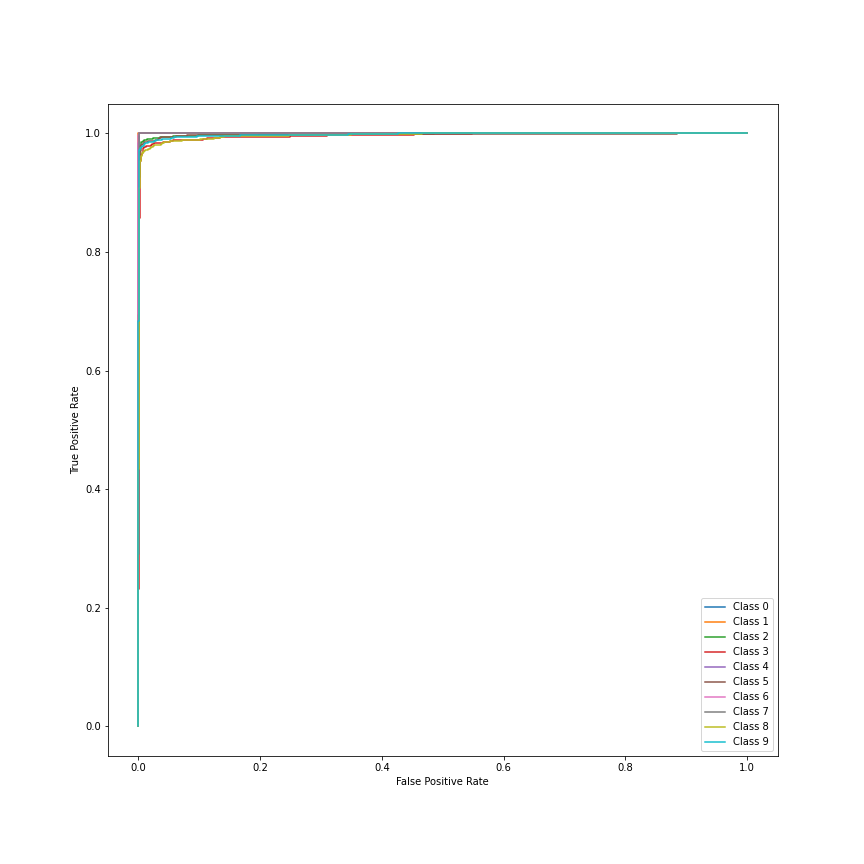 1.0
0.8
0.6
0.4
0.2
0.0
True Positive Rate
0.0 0.2 0.4 0.6 0.8 1.0
False Positive Rate
Class 0
Class 1
Class 2
Class 3
Class 4
Class 5
Class 6
Class 7
Class 8
Class 9